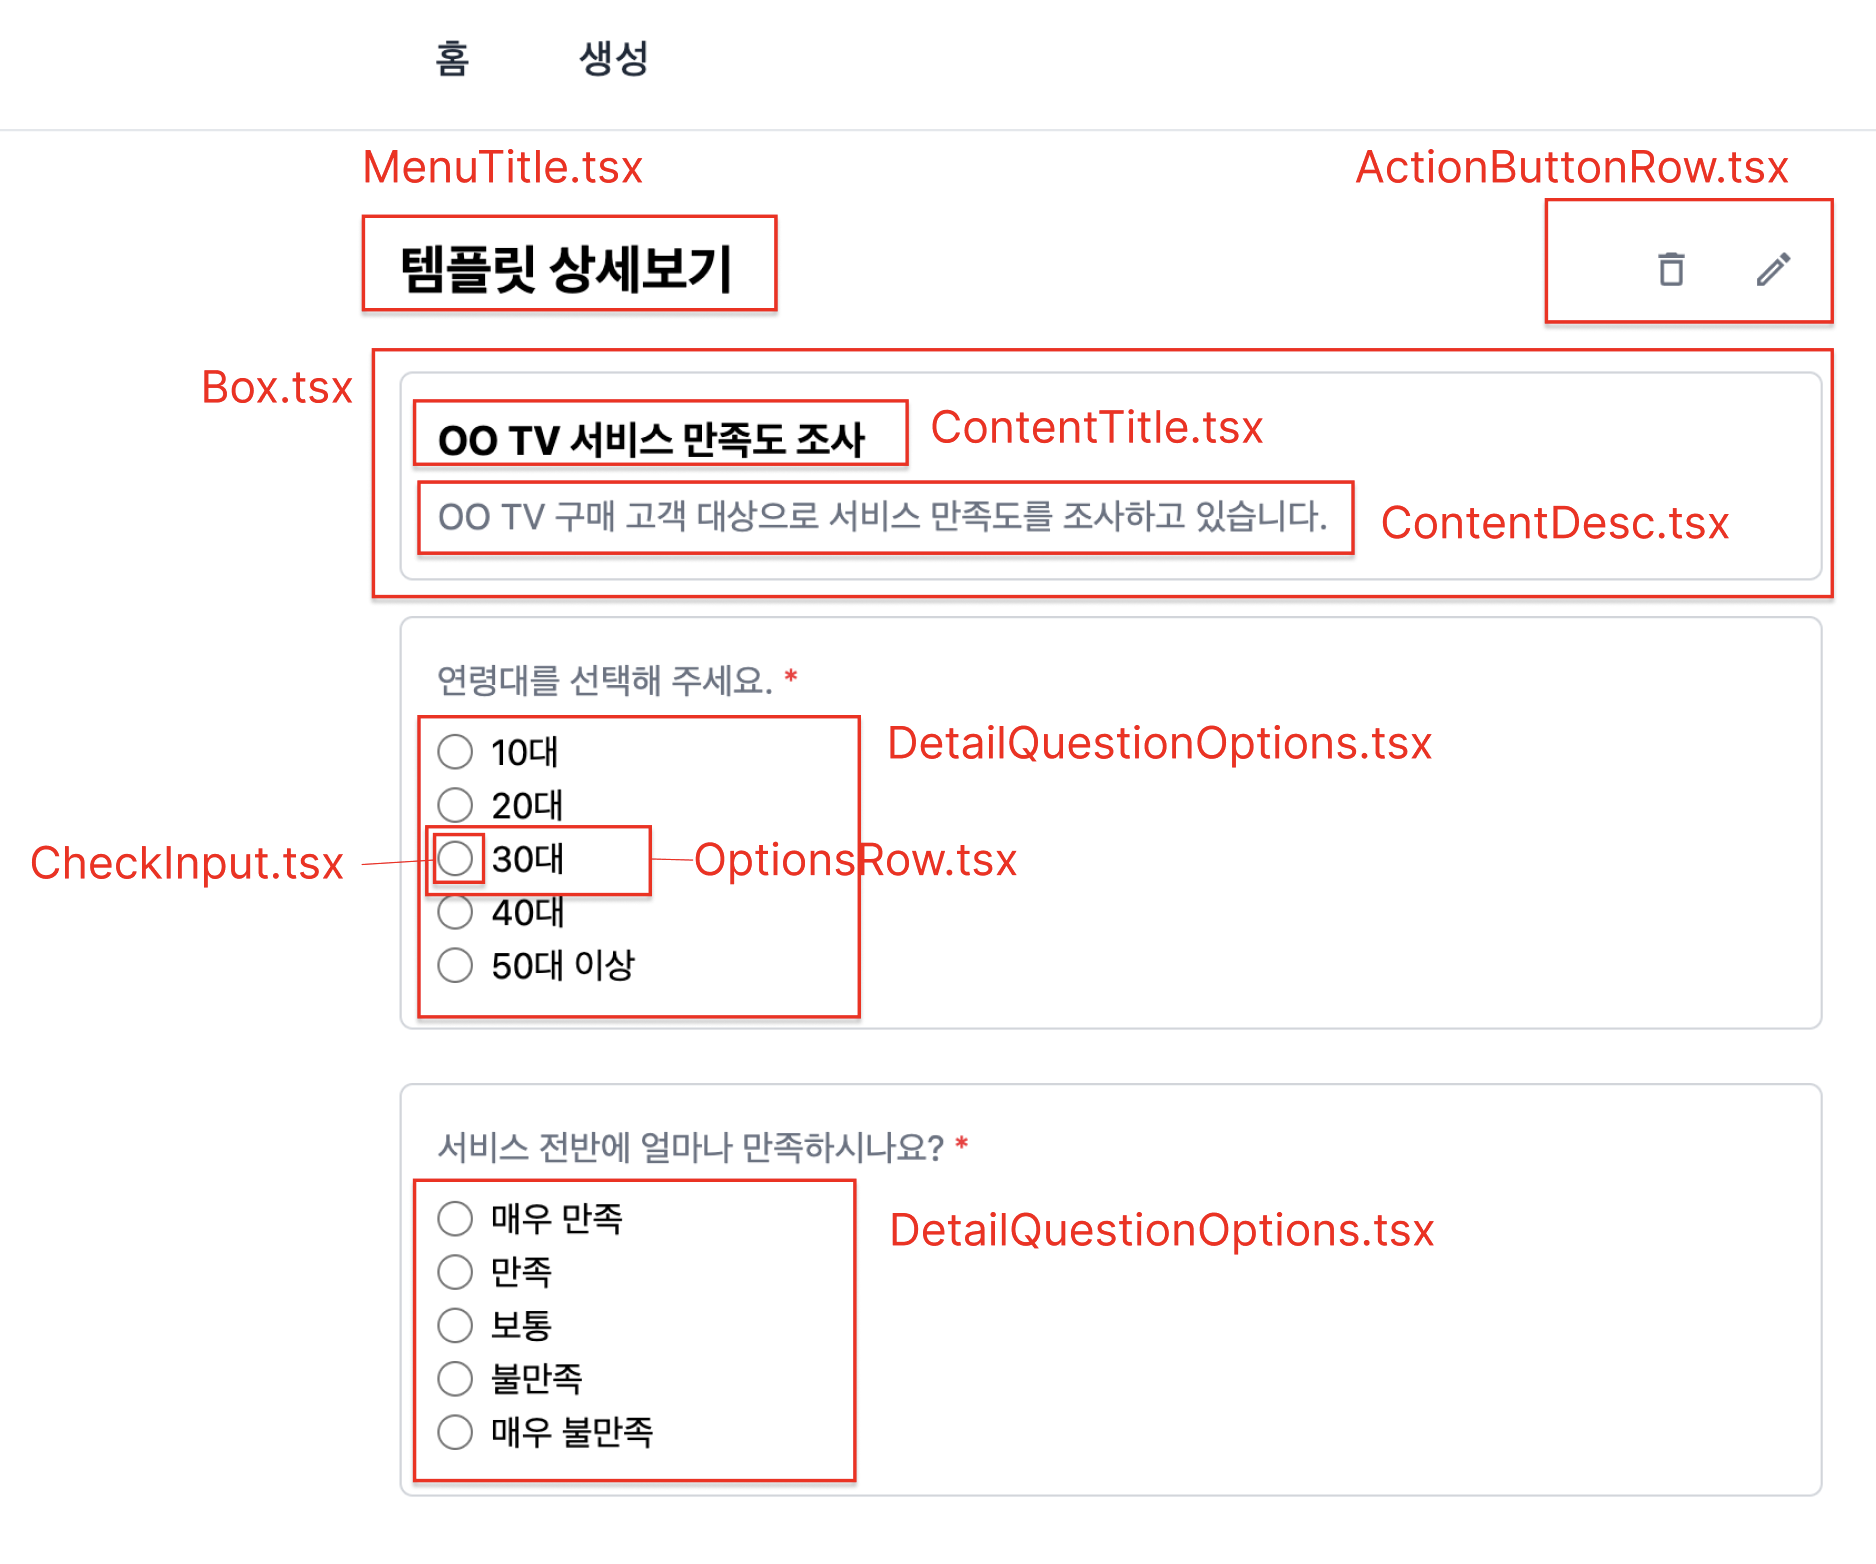 홈 생성
MenuTitle.tsx
ActionButtonRow.tsx
템플릿 상세보기
Box.tsx
OO TV 서비스 만족도 조사
ContentTitle.tsx
OO TV 구매 고객 대상으로 서비스 만족도를 조사하고 있습니다.
ContentDesc.tsx
연령대를 선택해 주세요. *
DetailQuestionOptions.tsx
10대
20대
CheckInput.tsx
30대
OptionsRow.tsx
40대
50대 이상
서비스 전반에 얼마나 만족하시나요? *
DetailQuestionOptions.tsx
매우 만족
만족
보통
불만족
매우 불만족